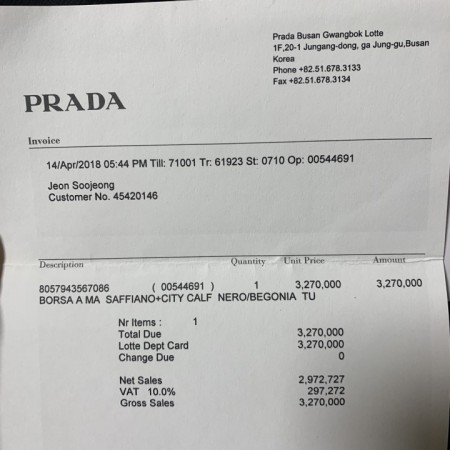 Prada Busan Gwangbok Lotte
1F,20-1 Jungang-dong, ga Jung-gu,Busan
Korea
Phone +82.51.678.3133
Fax +82.51.678.3134
PRADA
Invoice
14/Apr/2018 05:44 PM Till: 71001 Tr: 61923 St: 0710 Op: 00544691
Jeon Soojeong
Customer No. 45420146
Description Quantity Unit Price Amount
8057943567086 ( 00544691 ) 1 3,270,000 3,270,000
BORSA A MA SAFFIANO+CITY CALF NERO/BEGONIA TU
Nr Items : 1
Total Due 3,270,000
Lotte Dept Card 3,270,000
Change Due 0
Net Sales 2,972,727
VAT 10.0% 297,272
Gross Sales 3,270,000